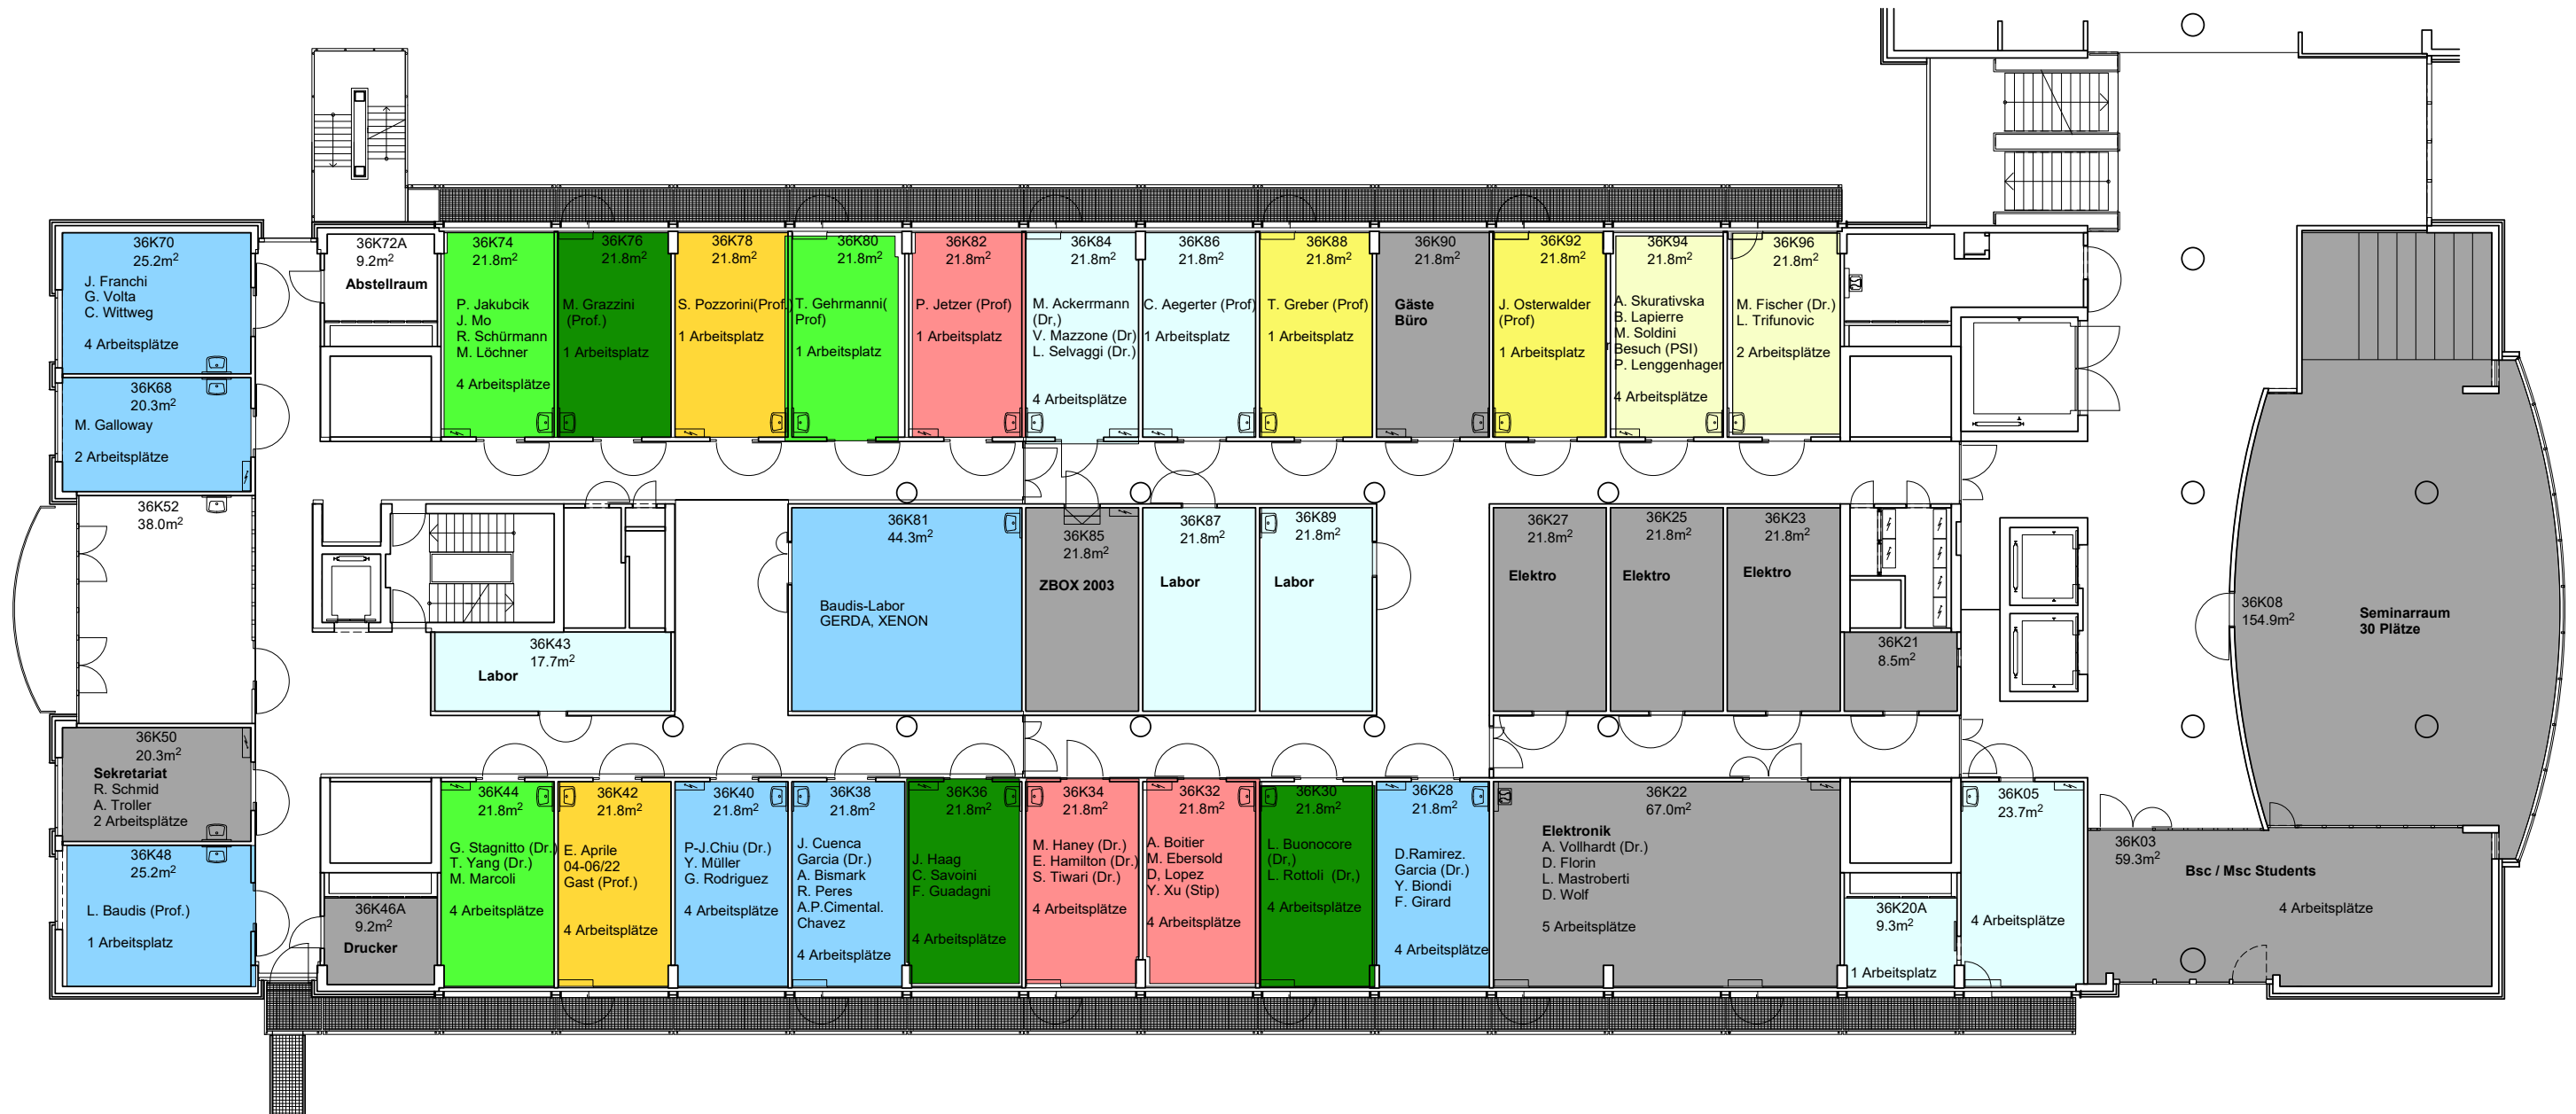 36K70
25.2m²
J. Franchi
G. Volta
C. Wittweg
4 Arbeitsplätze
36K68
20.3m²
M. Galloway
2 Arbeitsplätze
36K52
38.0m²
36K50
20.3m²
Sekretariat
R. Schmid
A. Troller
2 Arbeitsplätze
36K48
25.2m²
L. Baudis (Prof.)
1 Arbeitsplatz
36K72A
9.2m²
Abstellraum
36K74
21.8m²
P. Jakubcik
J. Mo
R. Schürmann
M. Löchner
4 Arbeitsplätze
36K76
21.8m²
M. Grazzini
(Prof.)
1 Arbeitsplatz
36K78
21.8m²
S. Pozzorini(Prof.)
1 Arbeitsplatz
36K80
21.8m²
T. Gehrmanni(
Prof)
1 Arbeitsplatz
36K82
21.8m²
P. Jetzer (Prof)
1 Arbeitsplatz
36K84
21.8m²
M. Ackerrmann
(Dr,)
V. Mazzone (Dr)
L. Selvaggi (Dr.)
4 Arbeitsplätze
36K86
21.8m²
C. Aegerter (Prof)
1 Arbeitsplatz
36K88
21.8m²
T. Greber (Prof)
1 Arbeitsplatz
36K90
21.8m²
Gäste
Büro
36K92
21.8m²
J. Osterwalder
(Prof)
1 Arbeitsplatz
36K94
21.8m²
A. Skurativska
B. Lapierre
M. Soldini
Besuch (PSI)
P. Lenggenhager
4 Arbeitsplätze
36K96
21.8m²
M. Fischer (Dr.)
L. Trifunovic
2 Arbeitsplätze
36K43
17.7m²
Labor
36K81
44.3m²
Baudis-Labor
GERDA, XENON
36K85
21.8m²
ZBOX 2003
36K87
21.8m²
Labor
36K89
21.8m²
Labor
36K27
21.8m²
Elektro
36K25
21.8m²
Elektro
36K23
21.8m²
Elektro
36K21
8.5m²
36K08
154.9m²
Seminarraum
30 Plätze
36K46A
9.2m²
Drucker
36K44
21.8m²
G. Stagnitto (Dr.)
T. Yang (Dr.)
M. Marcoli
4 Arbeitsplätze
36K42
21.8m²
E. Aprile
04-06/22
Gast (Prof.)
4 Arbeitsplätze
36K40
21.8m²
P-J.Chiu (Dr.)
Y. Müller
G. Rodriguez
4 Arbeitsplätze
36K38
21.8m²
J. Cuenca
Garcia (Dr.)
A. Bismark
R. Peres
A.P.Cimental.
Chavez
4 Arbeitsplätze
36K36
21.8m²
J. Haag
C. Savoini
F. Guadagni
4 Arbeitsplätze
36K34
21.8m²
M. Haney (Dr.)
E. Hamilton (Dr.)
S. Tiwari (Dr.)
4 Arbeitsplätze
36K32
21.8m²
A. Boitier
M. Ebersold
D, Lopez
Y. Xu (Stip)
4 Arbeitsplätze
36K30
21.8m²
L. Buonocore
(Dr,)
L. Rottoli (Dr,)
4 Arbeitsplätze
36K28
21.8m²
D.Ramirez.
Garcia (Dr.)
Y. Biondi
F. Girard
4 Arbeitsplätze
36K22
67.0m²
Elektronik
A. Vollhardt (Dr.)
D. Florin
L. Mastroberti
D. Wolf
5 Arbeitsplätze
36K20A
9.3m²
1 Arbeitsplatz
36K05
23.7m²
4 Arbeitsplätze
36K03
59.3m²
Bsc / Msc Students
4 Arbeitsplätze